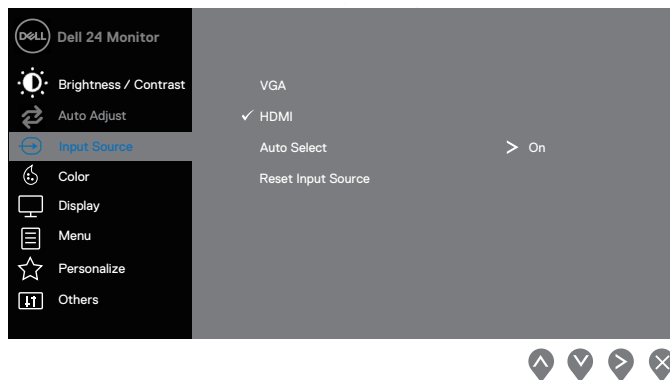 DELL Dell 24 Monitor
Brightness / Contrast
Auto Adjust
Input Source
Color
Display
Menu
Personalize
Others
VGA
HDMI
Auto Select On
Reset Input Source